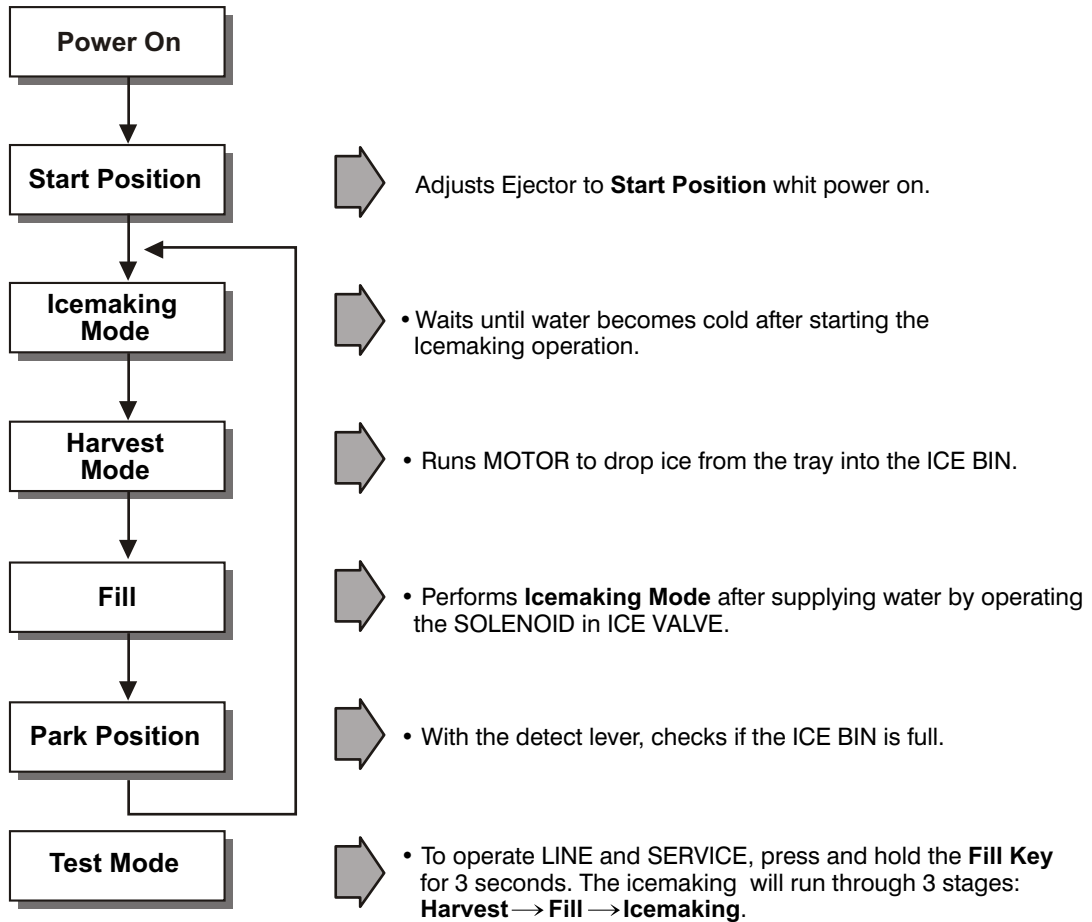 Power On
Start Position
Adjusts Ejector to Start Position whit power on.
Icemaking
Mode
• Waits until water becomes cold after starting the
Icemaking operation.
Harvest
Mode
• Runs MOTOR to drop ice from the tray into the ICE BIN.
Fill
• Performs Icemaking Mode after supplying water by operating
the SOLENOID in ICE VALVE.
Park Position
• With the detect lever, checks if the ICE BIN is full.
Test Mode
• To operate LINE and SERVICE, press and hold the Fill Key
for 3 seconds. The icemaking will run through 3 stages:
Harvest → Fill → Icemaking.